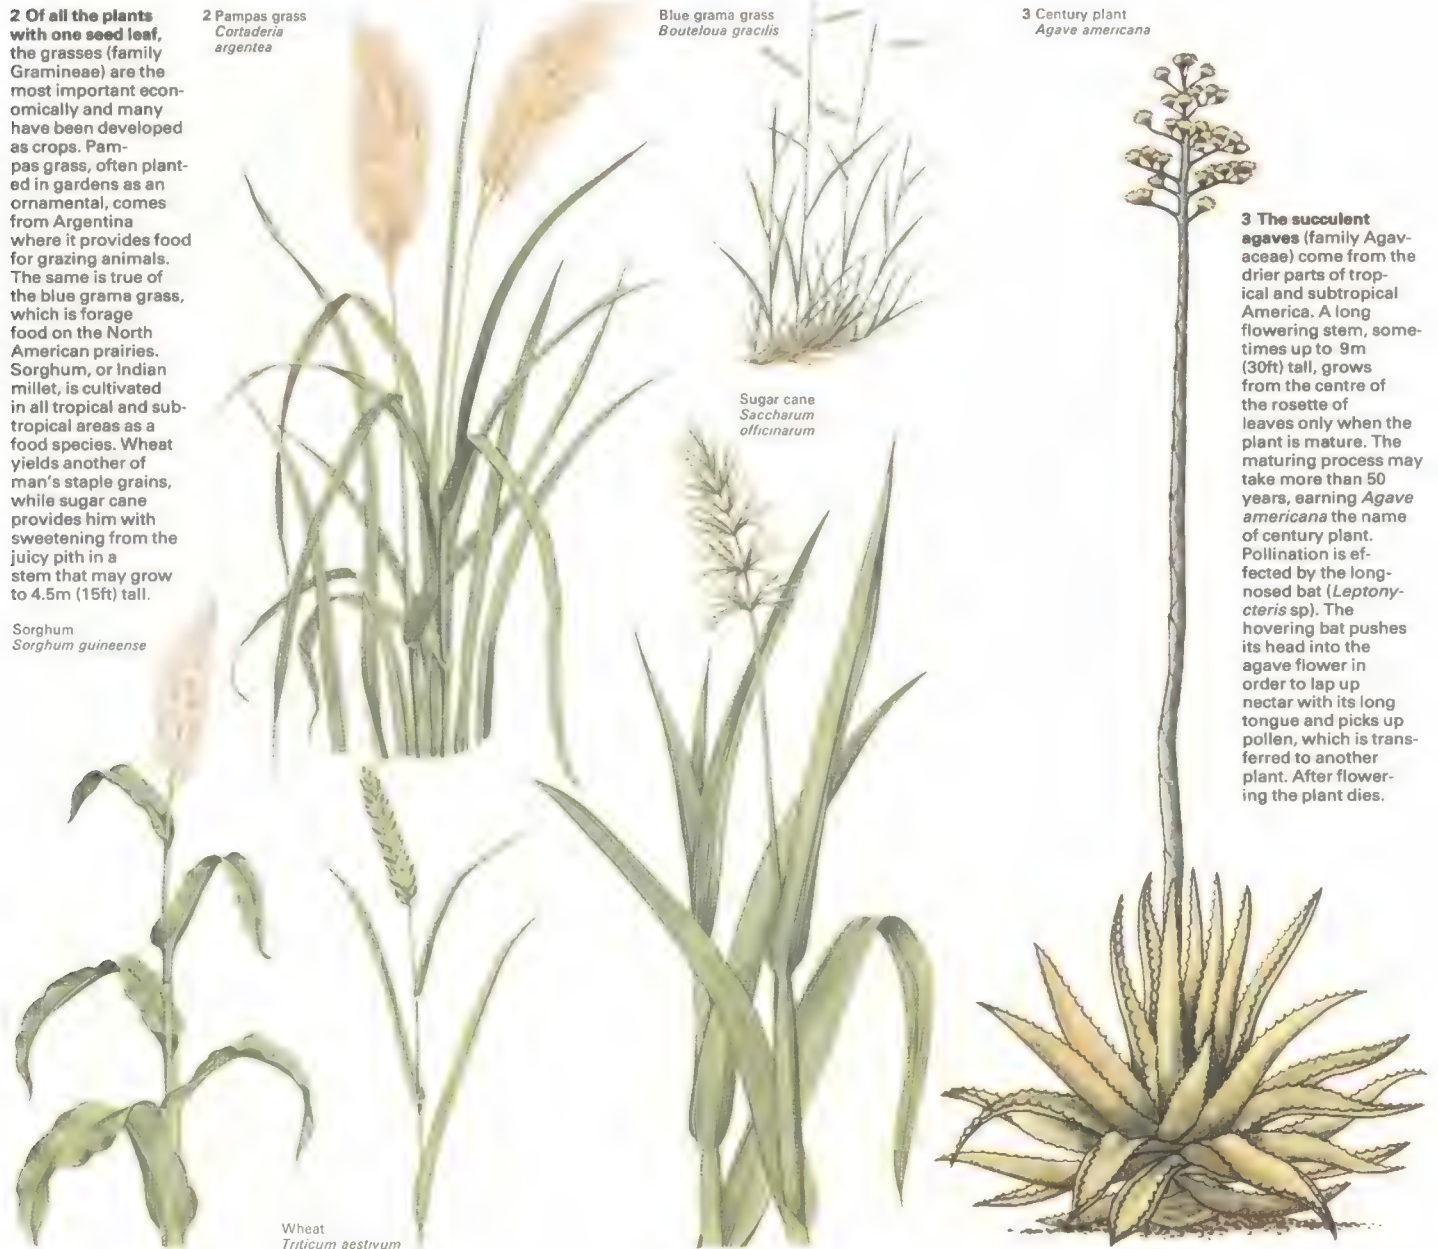 2 Of all the plants
with one seed leaf,
the grasses (family
Gramineae) are the
most important econ-
omically and many
have been developed
as crops. Pam-
pas grass, often plant-
ed in gardens as an
ornamental, comes
from Argentina
where it provides food
for grazing animals.
The same is true of
the blue grama grass,
which is forage
food on the North
American prairies.
Sorghum, or Indian
millet, is cultivated
in all tropical and sub-
tropical areas as a
food species. Wheat
yields another of
man's staple grains,
while sugar cane
provides him with
sweetening from the
juicy pith in a
stem that may grow
to 4.5m (15ft) tall.
2 Pampas grass
Cortaderia
argentea
Blue grama grass
Bouteloua gracilis
Sugar cane
Saccharum
officinarum
Sorghum
Sorghum guineense
Wheat
Triticum aestivum
3 Century plant
Agave americana
3 The succulent
agaves (family Agav-
aceae) come from the
drier parts of trop-
ical and subtropical
America. A long
flowering stem, some-
times up to 9m
(30ft) tall, grows
from the centre of
the rosette of
leaves only when the
plant is mature. The
maturing process may
take more than 50
years, earning Agave
americana the name
of century plant.
Pollination is ef-
fected by the long-
nosed bat (Leptony-
cteris sp). The
hovering bat pushes
its head into the
agave flower in
order to lap up
nectar with its long
tongue and picks up
pollen, which is trans-
ferred to another
plant. After flower-
ing the plant dies.